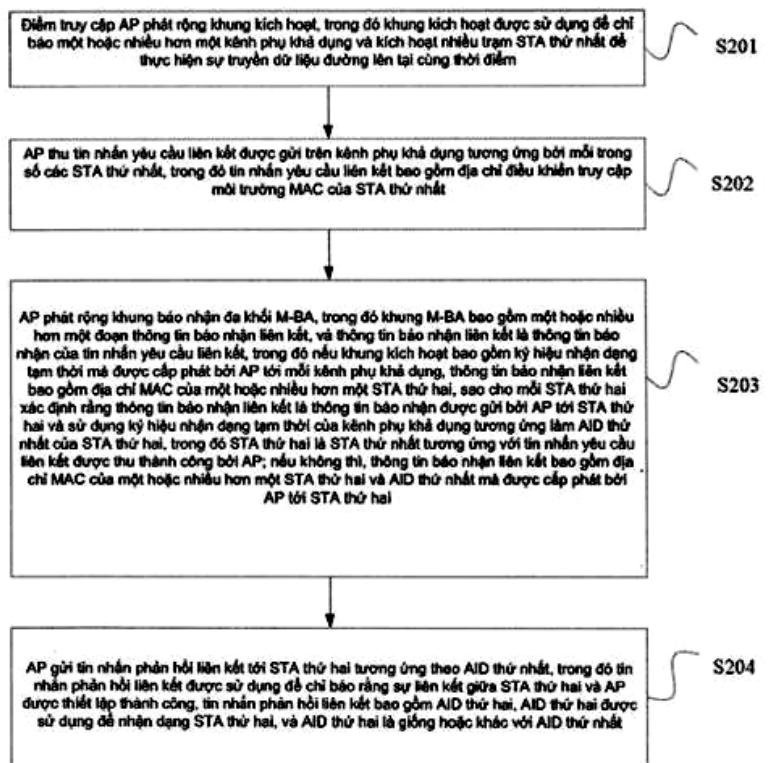 Điểm truy cập AP phát rộng khung kích hoạt, trong đó khung kích hoạt được sử dụng để chỉ
báo một hoặc nhiều hơn một kênh phụ khả dụng và kích hoạt nhiều trạm STA thứ nhất để
thực hiện sự truyền dữ liệu đường lên tại cùng thời điểm
S201
AP thu tin nhắn yêu cầu liên kết được gửi trên kênh phụ khả dụng tương ứng bởi mỗi trong
số các STA thứ nhất, trong đó tin nhắn yêu cầu liên kết bao gồm địa chỉ điều khiển truy cập
môi trường MAC của STA thứ nhất
S202
AP phát rộng khung báo nhận đa khối M-BA, trong đó khung M-BA bao gồm một hoặc nhiều
hơn một đoạn thông tin báo nhận liên kết, và thông tin báo nhận liên kết là thông tin báo
nhận của tin nhắn yêu cầu liên kết, trong đó nếu khung kích hoạt bao gồm ký hiệu nhận dạng
tạm thời mà được cấp phát bởi AP tới mỗi kênh phụ khả dụng, thông tin báo nhận liên kết
bao gồm địa chỉ MAC của một hoặc nhiều hơn một STA thứ hai, sao cho mỗi STA thứ hai
xác định rằng thông tin báo nhận liên kết là thông tin báo nhận được gửi bởi AP tới STA thứ
hai và sử dụng ký hiệu nhận dạng tạm thời của kênh phụ khả dụng tương ứng làm AID thứ
nhất của STA thứ hai, trong đó STA thứ hai là STA thứ nhất tương ứng với tin nhắn yêu cầu
liên kết được thu thành công bởi AP; nếu không thì, thông tin báo nhận liên kết bao gồm địa
chỉ MAC của một hoặc nhiều hơn một STA thứ hai và AID thứ nhất mà được cấp phát bởi
AP tới STA thứ hai
S203
AP gửi tin nhắn phản hồi liên kết tới STA thứ hai tương ứng theo AID thứ nhất, trong đó tin
nhắn phản hồi liên kết được sử dụng để chỉ báo rằng sự liên kết giữa STA thứ hai và AP
được thiết lập thành công, tin nhắn phản hồi liên kết bao gồm AID thứ hai, AID thứ hai được
sử dụng để nhận dạng STA thứ hai, và AID thứ hai là giống hoặc khác với AID thứ nhất
S204